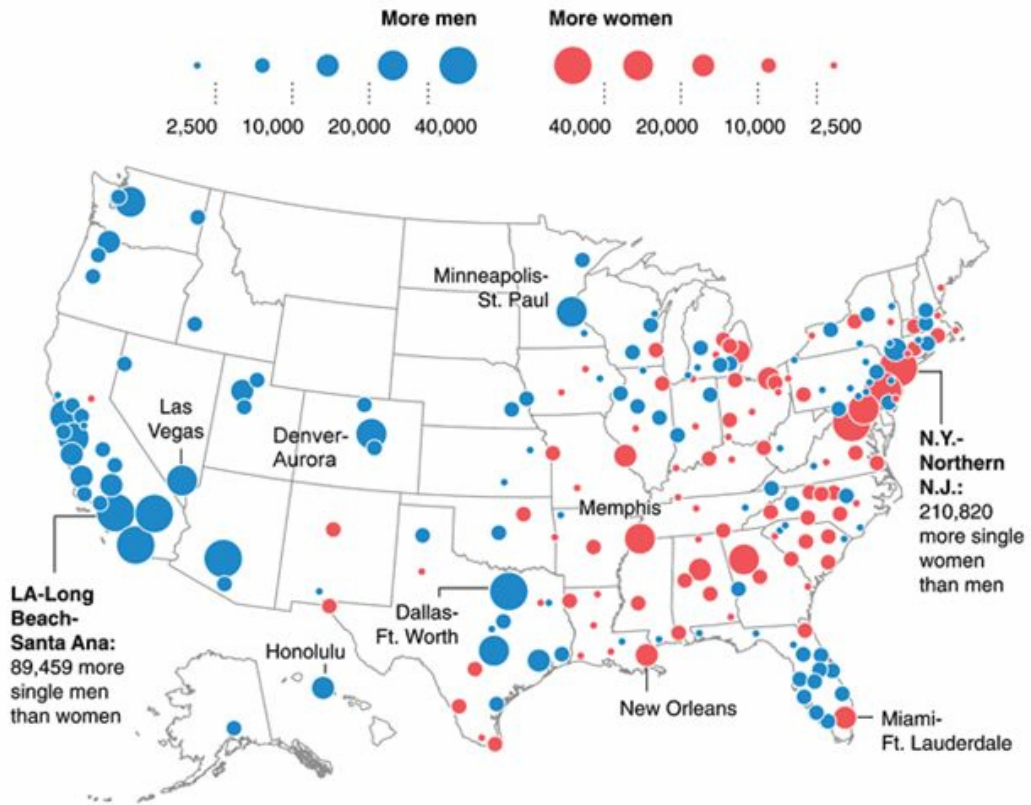 More men
More women
2,500 10,000 20,000 40,000
40,000 20,000 10,000 2,500
Minneapolis-
St. Paul
Las
Vegas
Denver-
Aurora
N.Y.-
Northern
N.J.:
210,820
more single
women
than men
Memphis
LA-Long
Beach-
Santa Ana:
89,459 more
single men
than women
Dallas-
Ft. Worth
Honolulu
New Orleans
Miami-
Ft. Lauderdale